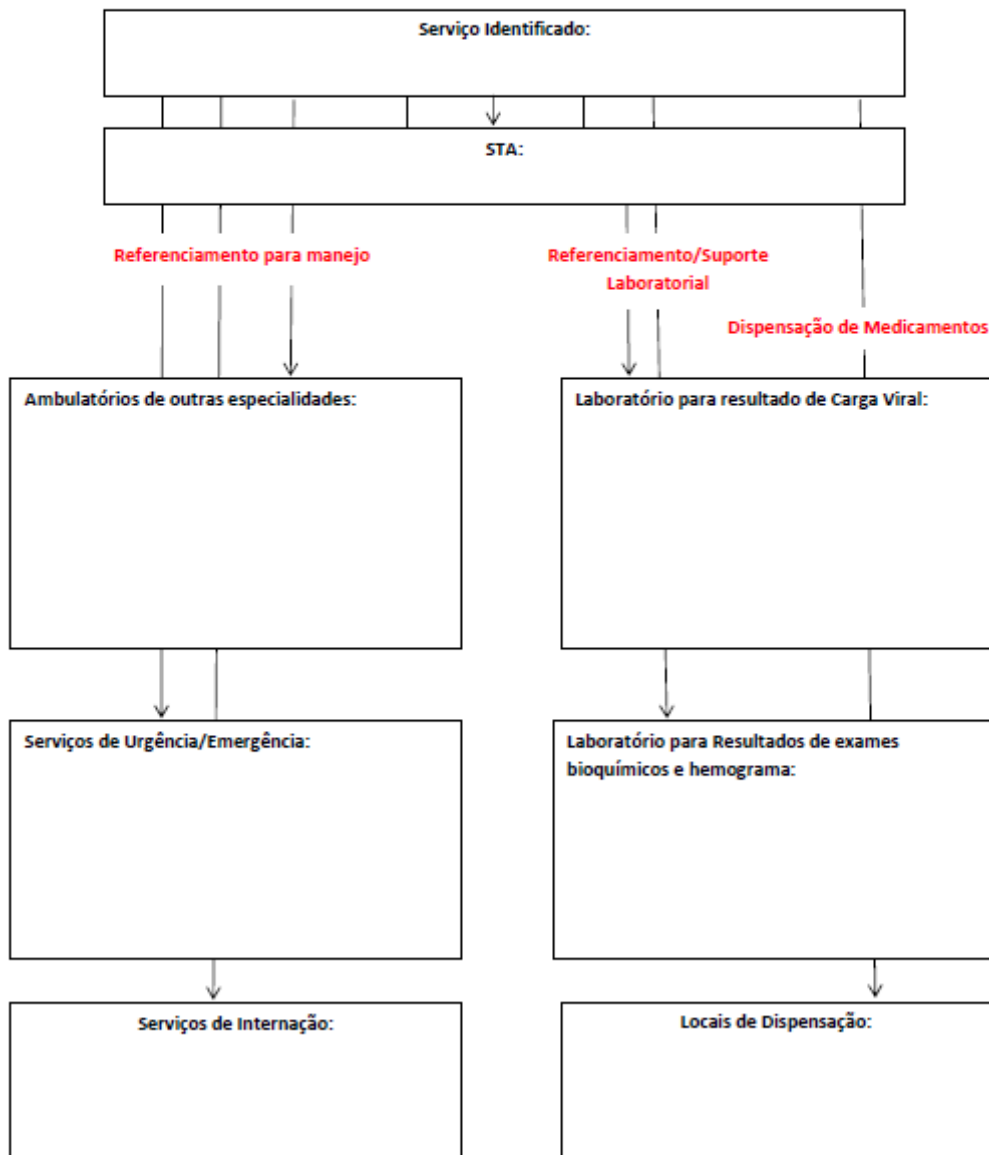 Serviço Identificado:
STA:
Referenciamento para manejo
Referenciamento/Suporte
Laboratorial
Dispensação de Medicamentos
Ambulatórios de outras especialidades:
Laboratório para resultado de Carga Viral:
Serviços de Urgência/Emergência:
Laboratório para Resultados de exames
bioquímicos e hemograma:
Serviços de Internação:
Locais de Dispensação: